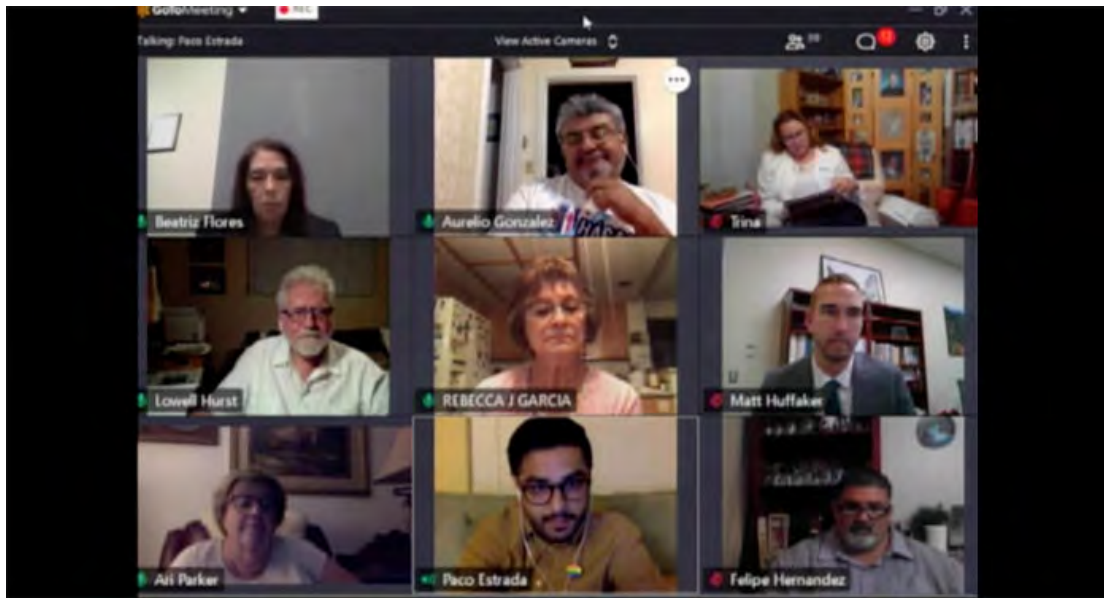 GoToMeeting
REC
Talking: Paco Estrada
View Active Cameras
13
Beatriz Flores
Aurelio Gonzalez
Trina
Lowell Hurst
REBECCA J GARCIA
Matt Huffaker
Ari Parker
Paco Estrada
Felipe Hernandez